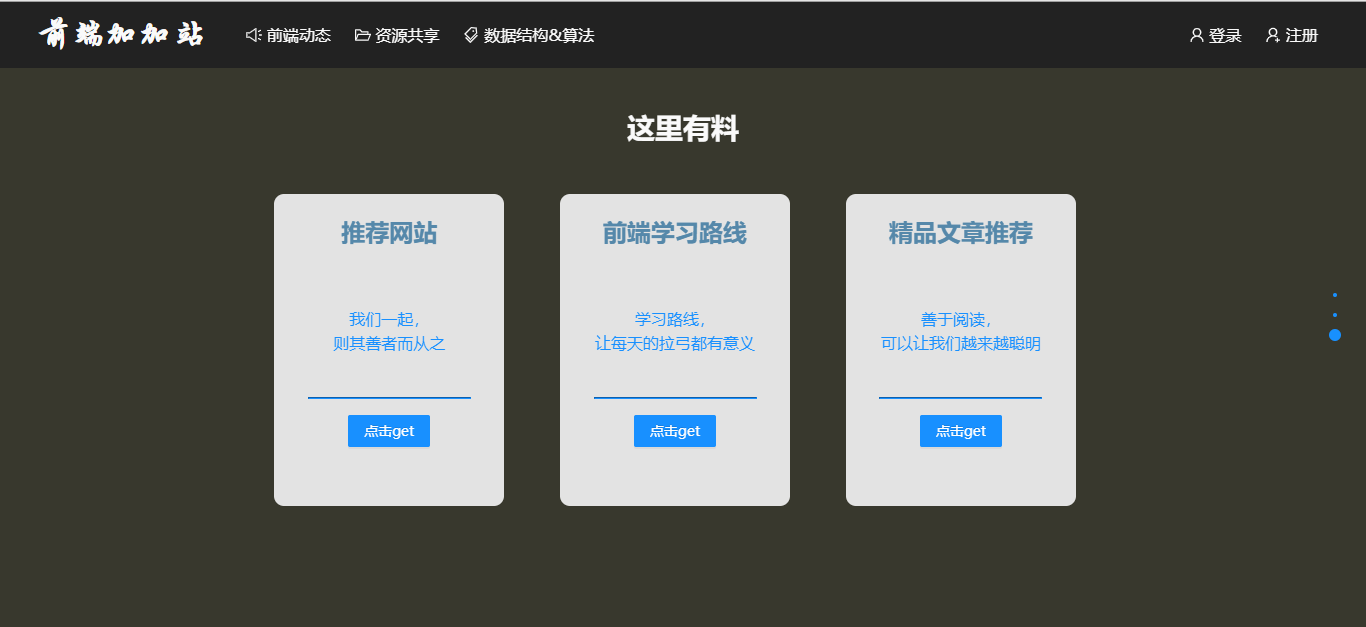 前端加加站 前端动态 资源共享 数据结构&算法 登录 注册
这里有料
推荐网站
我们一起，
则其善者而从之
点击get
前端学习路线
学习路线，
让每天的拉弓都有意义
点击get
精品文章推荐
善于阅读，
可以让我们越来越聪明
点击get